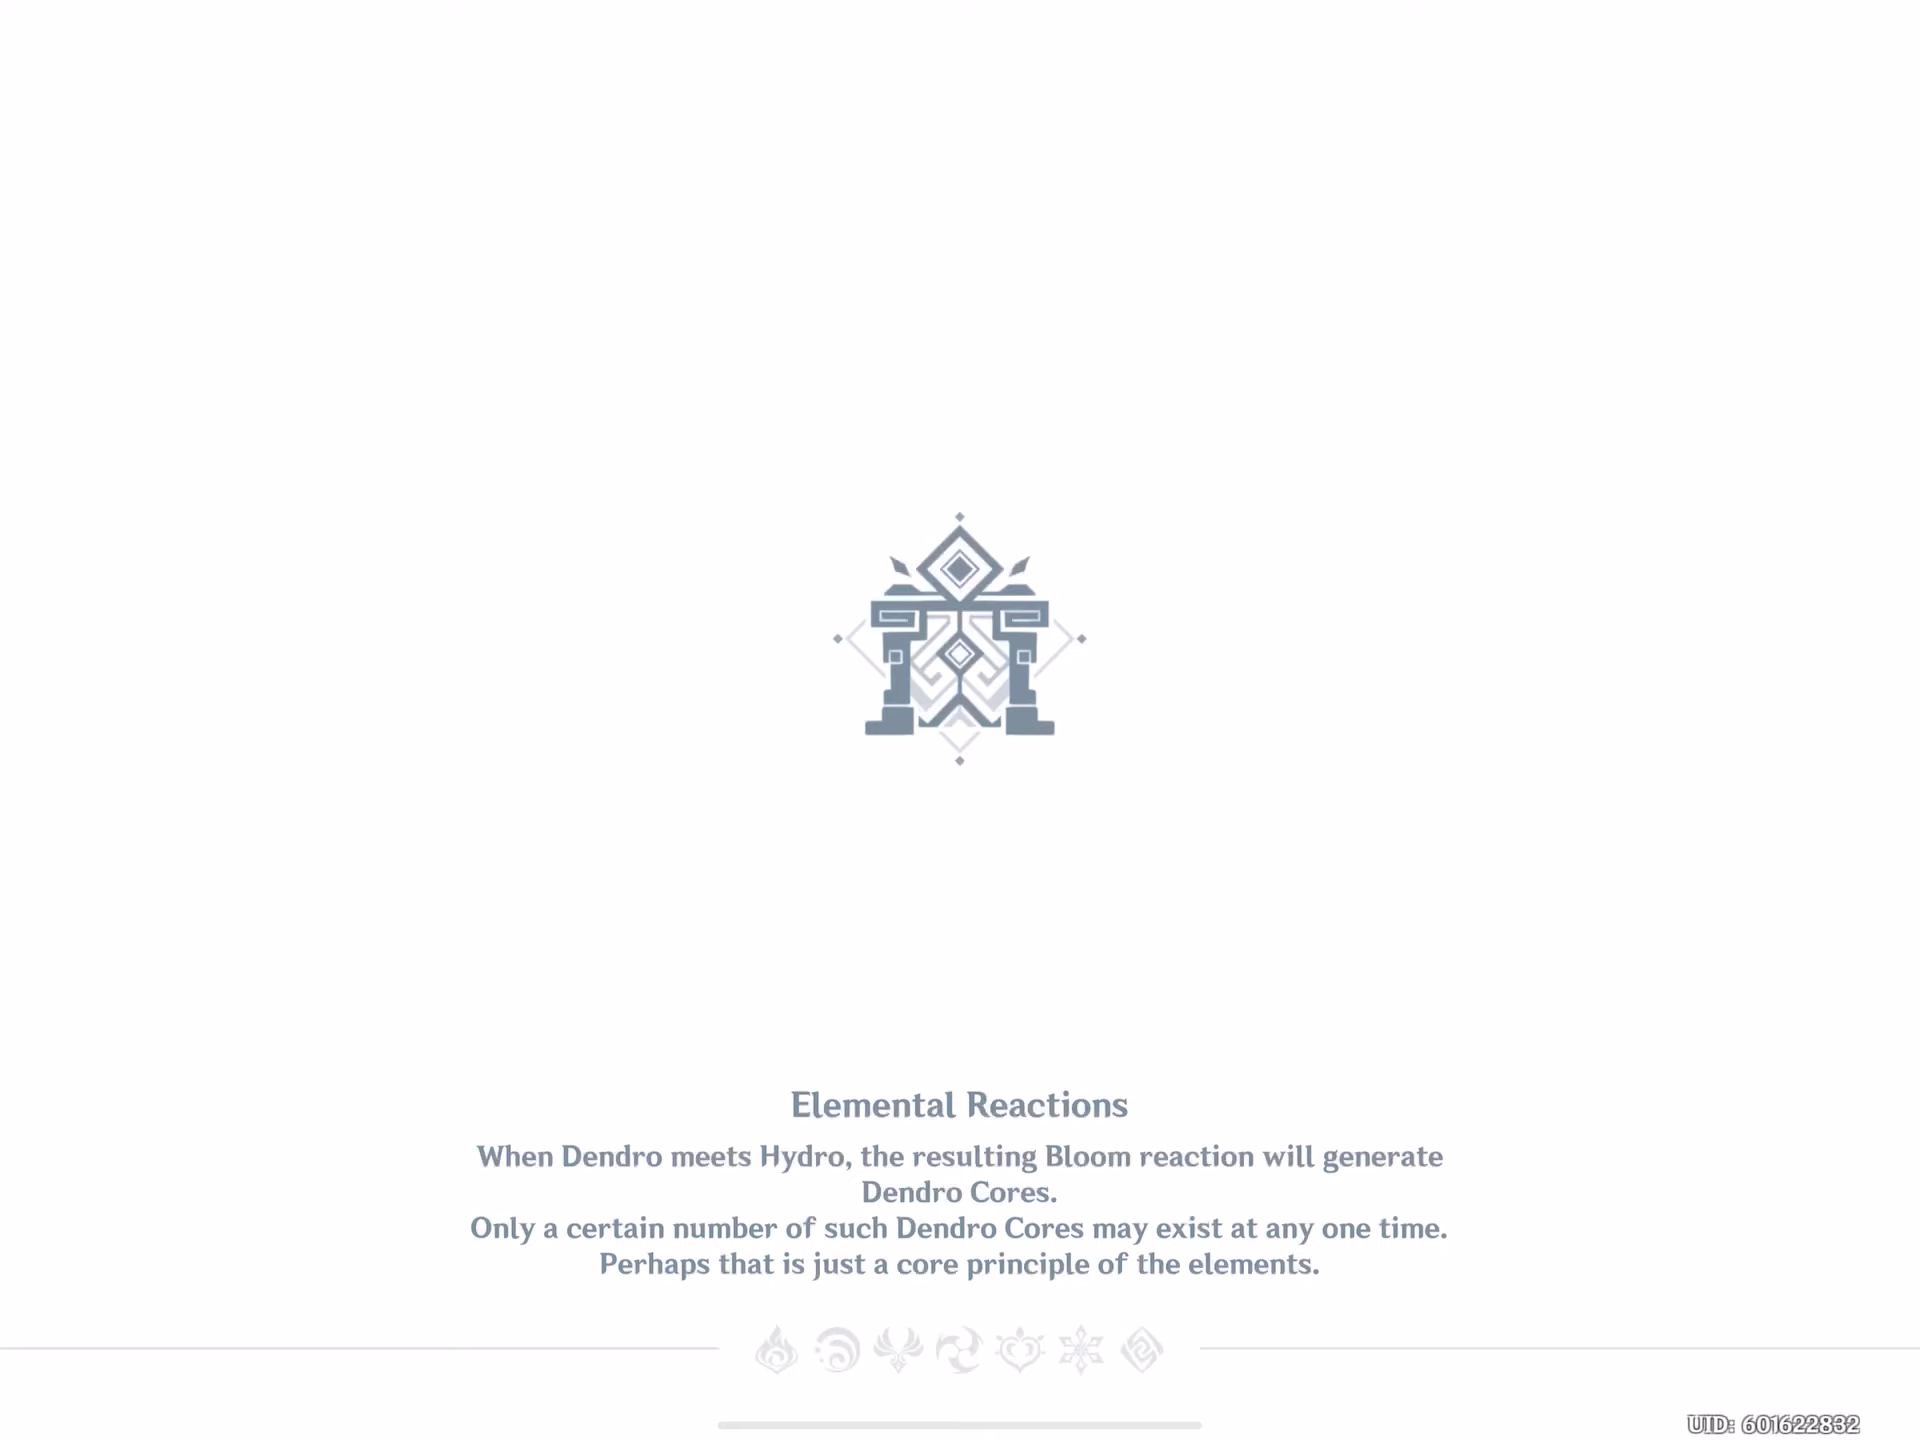 Elemental Reactions
When Dendro meets Hydro, the resulting Bloom reaction will generate
Dendro Cores.
Only a certain number of such Dendro Cores may exist at any one time.
Perhaps that is just a core principle of the elements.
UID: 601622832